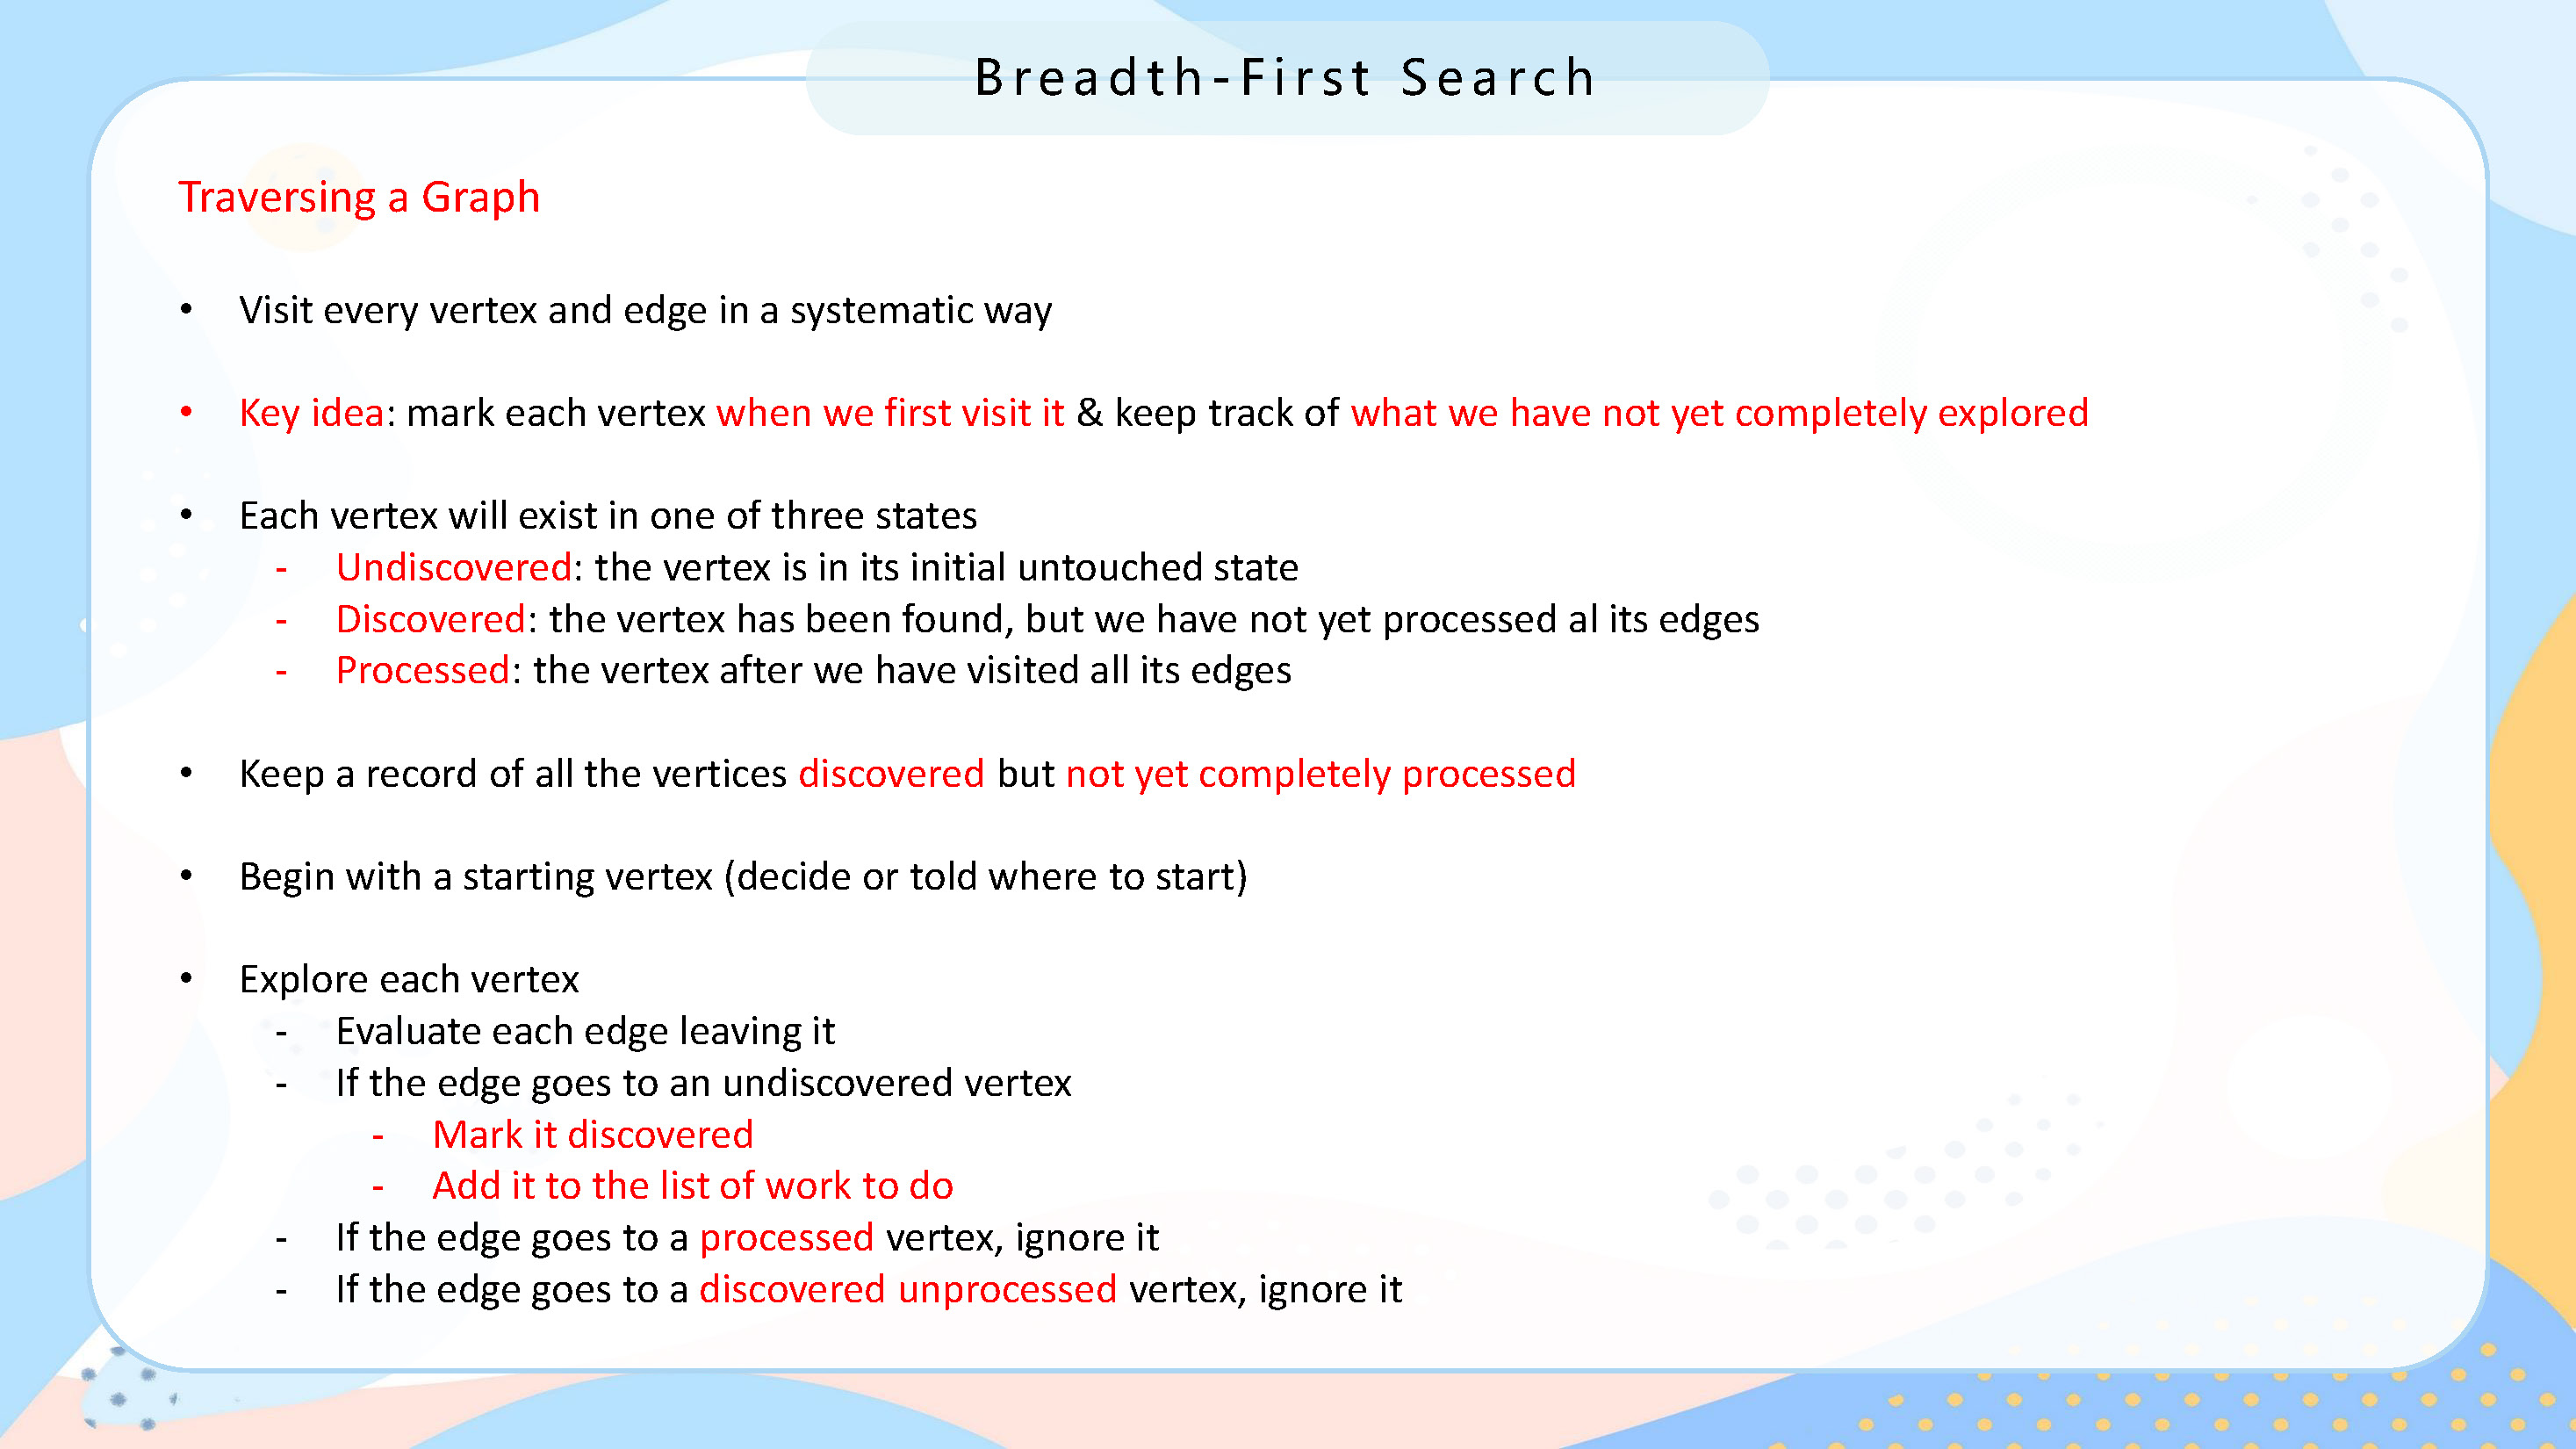 Breadth-First Search
Traversing a Graph
• Visit every vertex and edge in a systematic way
• Key idea: mark each vertex when we first visit it & keep track of what we have not yet completely explored
• Each vertex will exist in one of three states
- Undiscovered: the vertex is in its initial untouched state
- Discovered: the vertex has been found, but we have not yet processed al its edges
- Processed: the vertex after we have visited all its edges
• Keep a record of all the vertices discovered but not yet completely processed
• Begin with a starting vertex (decide or told where to start)
• Explore each vertex
- Evaluate each edge leaving it
- If the edge goes to an undiscovered vertex
- Mark it discovered
- Add it to the list of work to do
- If the edge goes to a processed vertex, ignore it
- If the edge goes to a discovered unprocessed vertex, ignore it